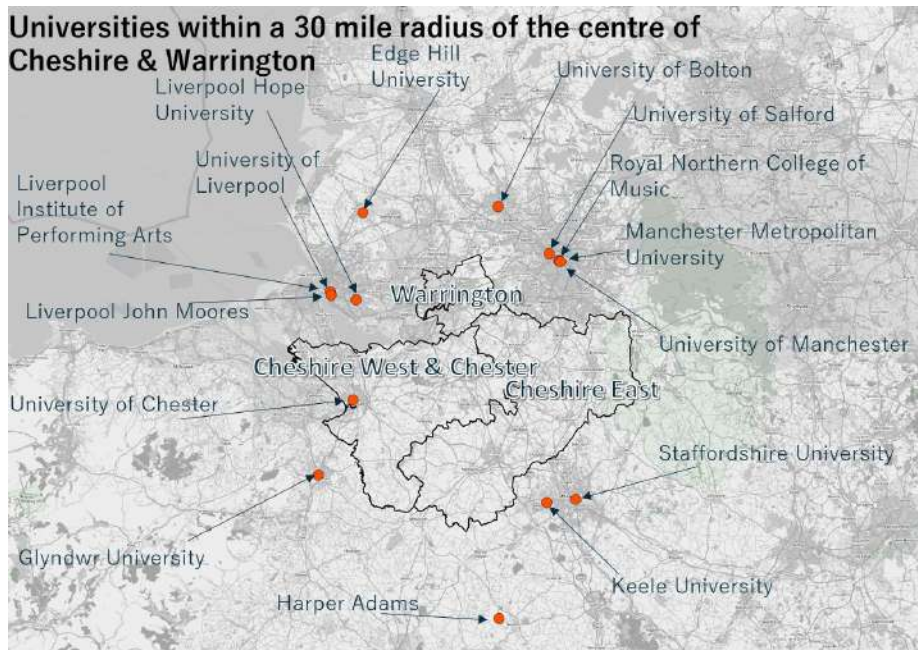 Universities within a 30 mile radius of the centre of
Cheshire & Warrington
Edge Hill
University
University of Bolton
Liverpool Hope
University
University of Salford
University of
Liverpool
Royal Northern College of
Music
Liverpool
Institute of
Performing Arts
Manchester Metropolitan
University
Warrington
Liverpool John Moores
University of Manchester
Cheshire West & Chester
Cheshire East
University of Chester
Staffordshire University
Glyndwr University
Keele University
Harper Adams